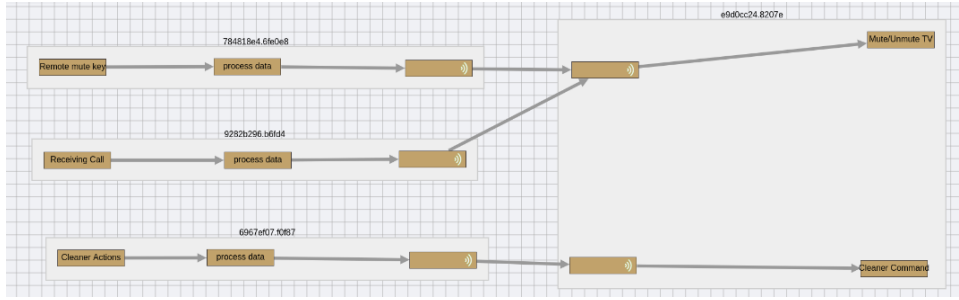 e9d0cc24.8207e
784818e4.6fe0e8
Mute/Unmute TV
Remote mute key
process data
9282b296.b6fd4
Receiving Call
process data
6967ef07.f0f87
Cleaner Actions
process data
Cleaner Command